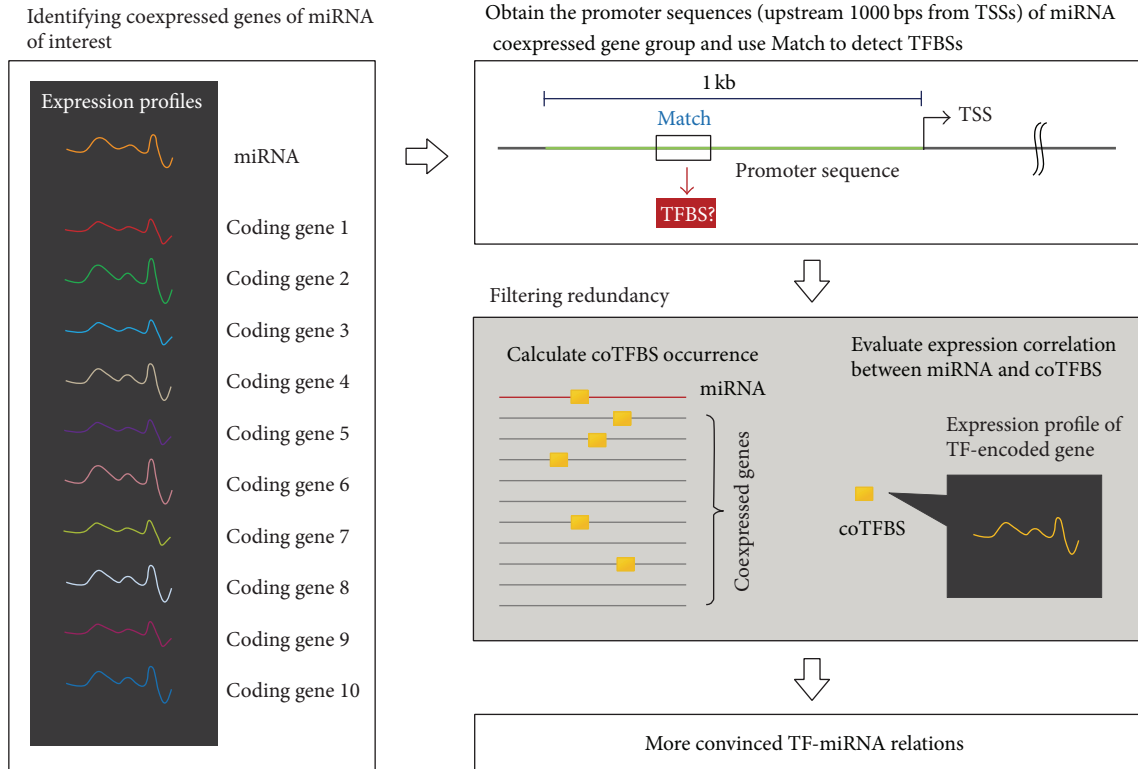 Identifying coexpressed genes of miRNA
of interest
Expression profiles
miRNA
Coding gene 1
Coding gene 2
Coding gene 3
Coding gene 4
Coding gene 5
Coding gene 6
Coding gene 7
Coding gene 8
Coding gene 9
Coding gene 10
Obtain the promoter sequences (upstream 1000 bps from TSSs) of miRNA
coexpressed gene group and use Match to detect TFBSs
1 kb
Match
TSS
Promoter sequence
TFBS?
Filtering redundancy
Calculate coTFBS occurrence
miRNA
Coexpressed genes
Evaluate expression correlation
between miRNA and coTFBS
Expression profile of
TF-encoded gene
coTFBS
More convinced TF-miRNA relations